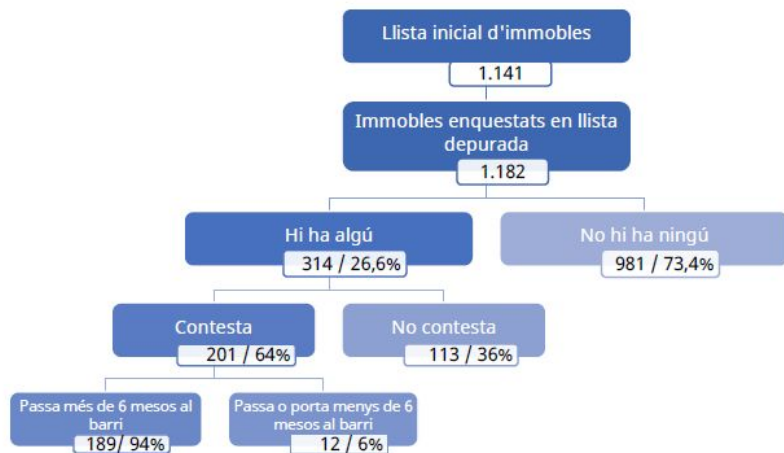 Llista inicial d'immobles
1.141
Immobles enquestats en llista
depurada
1.182
Hi ha algú
314 / 26,6%
No hi ha ningú
981 / 73,4%
Contesta
201 / 64%
No contesta
113 / 36%
Passa més de 6 mesos al
barri
189/ 94%
Passa o porta menys de 6
mesos al barri
12 / 6%